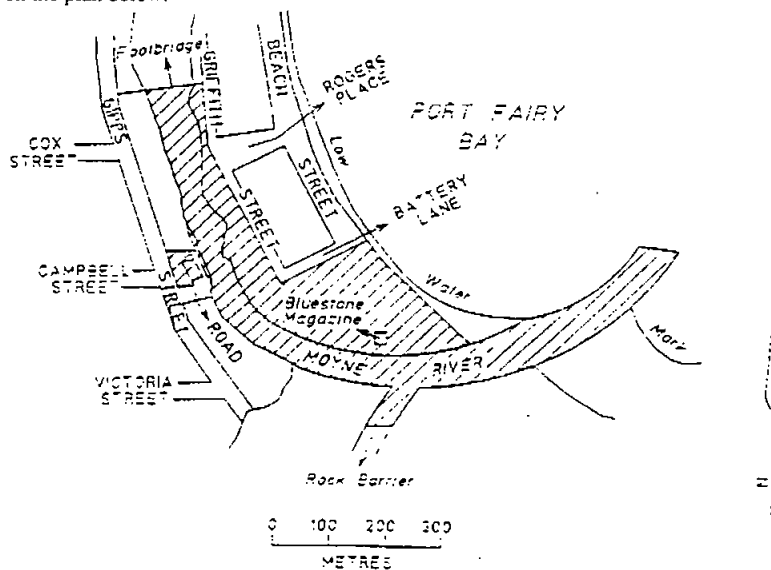 on the plan below.
Footbridge
GRIFFITH
STREET
BEACH
STREET
ROGERS
PLACE
PORT FAIRY
BAY
GIPPS
STREET
COX
STREET
Low
Water
Mark
BATTERY
LANE
CAMPBELL
STREET
ROAD
Bluestone
Magazine
MOYNE
RIVER
VICTORIA
STREET
Rock Barrier
0 100 200 300
METRES